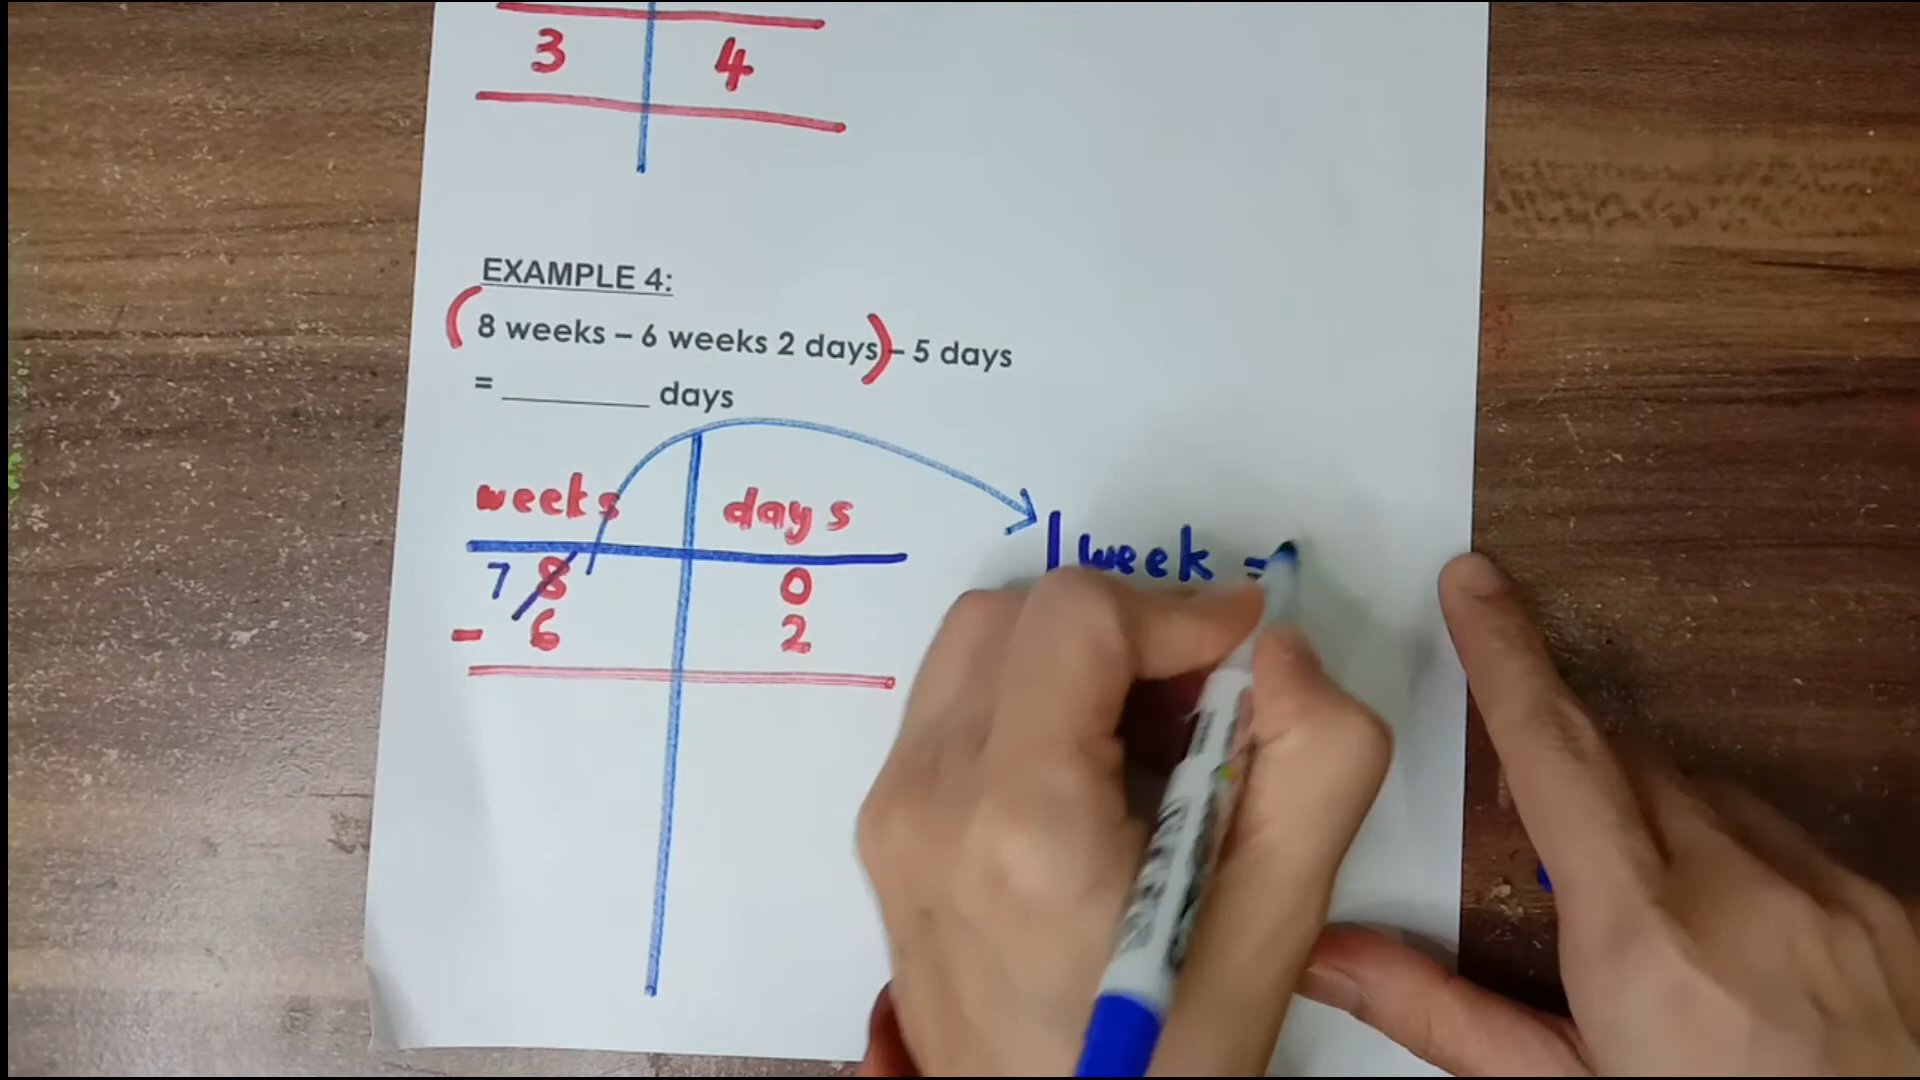 3 4
EXAMPLE 4:
(8 weeks – 6 weeks 2 days) – 5 days
= ________ days
weeks days
7 8 0
- 6 2
1 week =